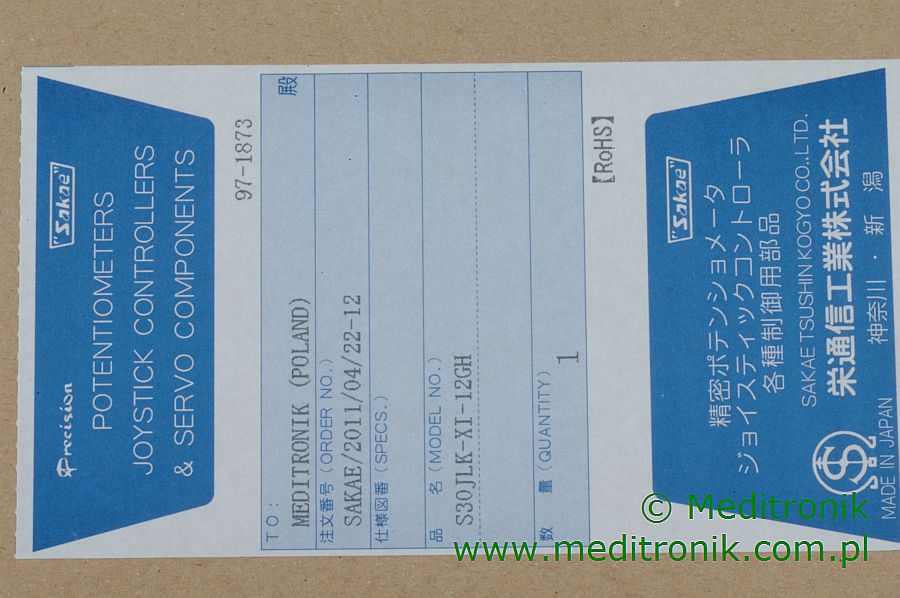 "Sakae"
Precision
POTENTIOMETERS
JOYSTICK CONTROLLERS
& SERVO COMPONENTS
97-1873
TO: 殿
MEDITRONIK (POLAND)
注文番号 (ORDER NO.)
SAKAE/2011/04/22-12
仕様図番 (SPECS.)
品 名 (MODEL NO.)
S30JLK-XI-12GH
数 量 (QUANTITY)
1
【RoHS】
"Sakae"
精密ポテンショメータ
ジョイスティックコントローラ
各種制御用部品
SAKAE TSUSHIN KOGYO CO.,LTD.
栄通信工業株式会社
神奈川 · 新 潟
MADE IN JAPAN
© Meditronik
www.meditronik.com.pl